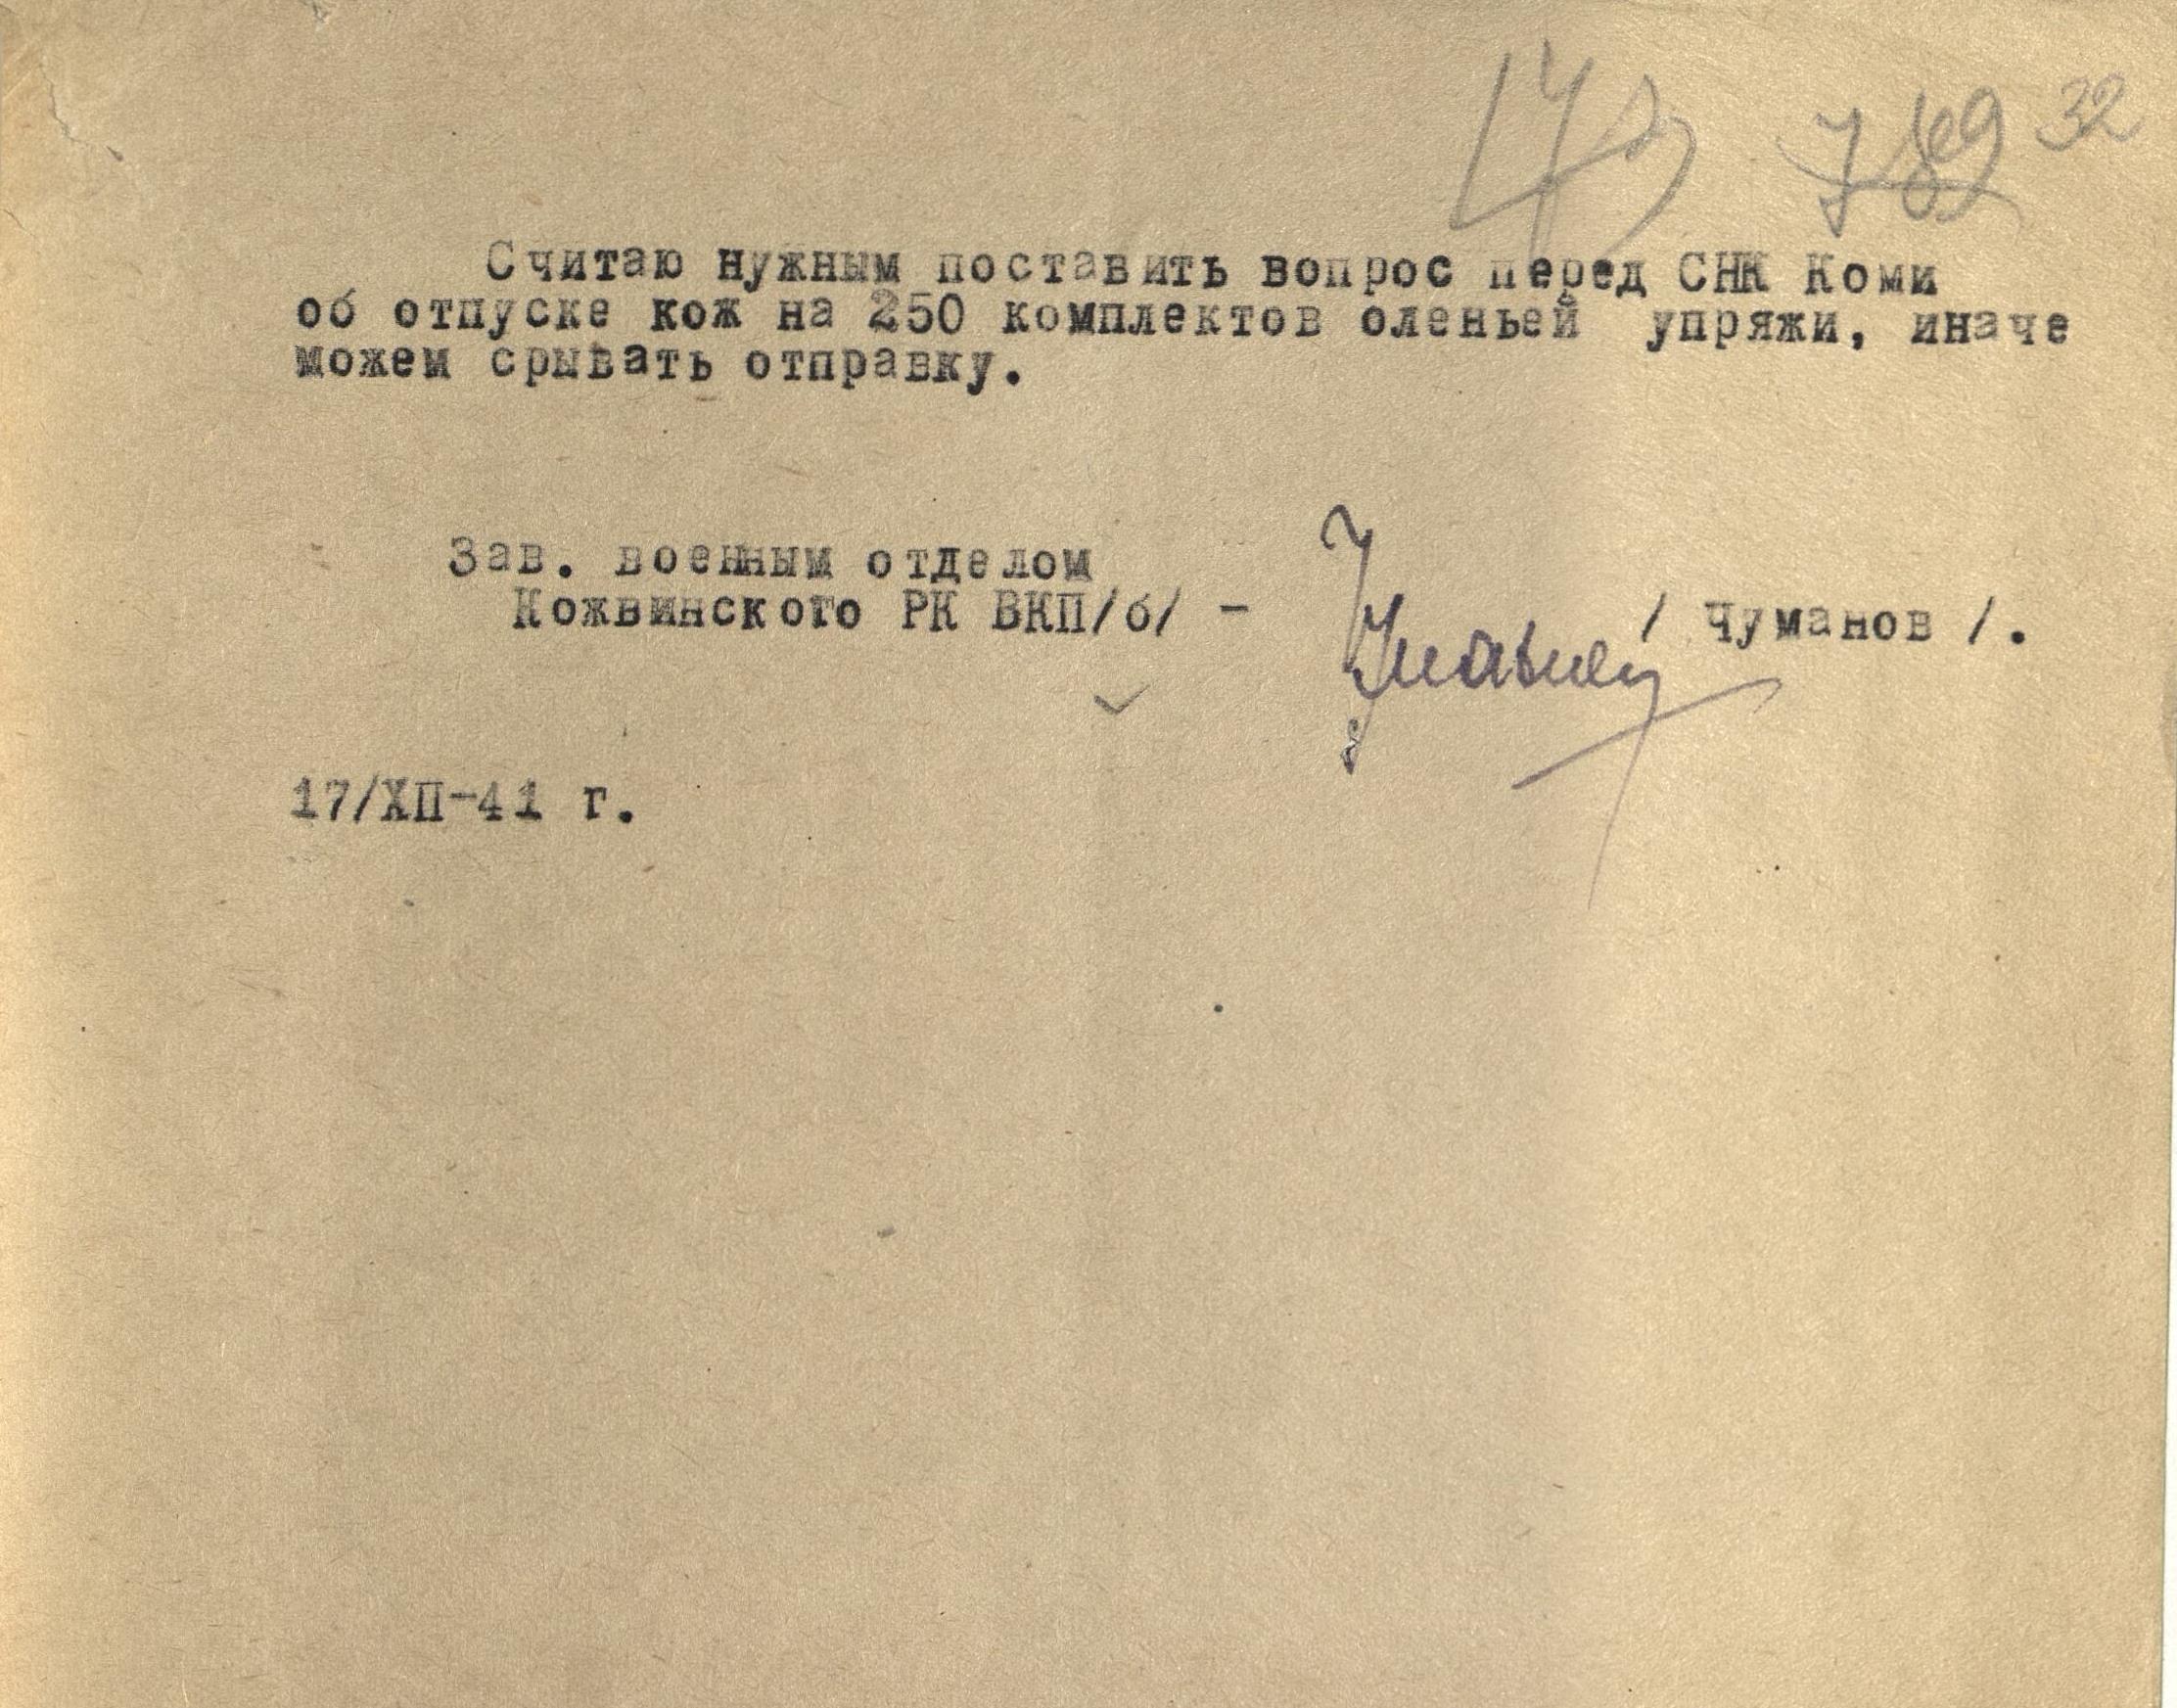 32
Считаю нужным поставить вопрос перед СНК Коми
об отпуске кож на 250 комплектов оленьей упряжи, иначе
можем срывать отправку.
Зав. военным отделом
Кожвинского РК ВКП/б/ - / Чуманов /.
17/ХП-41 г.